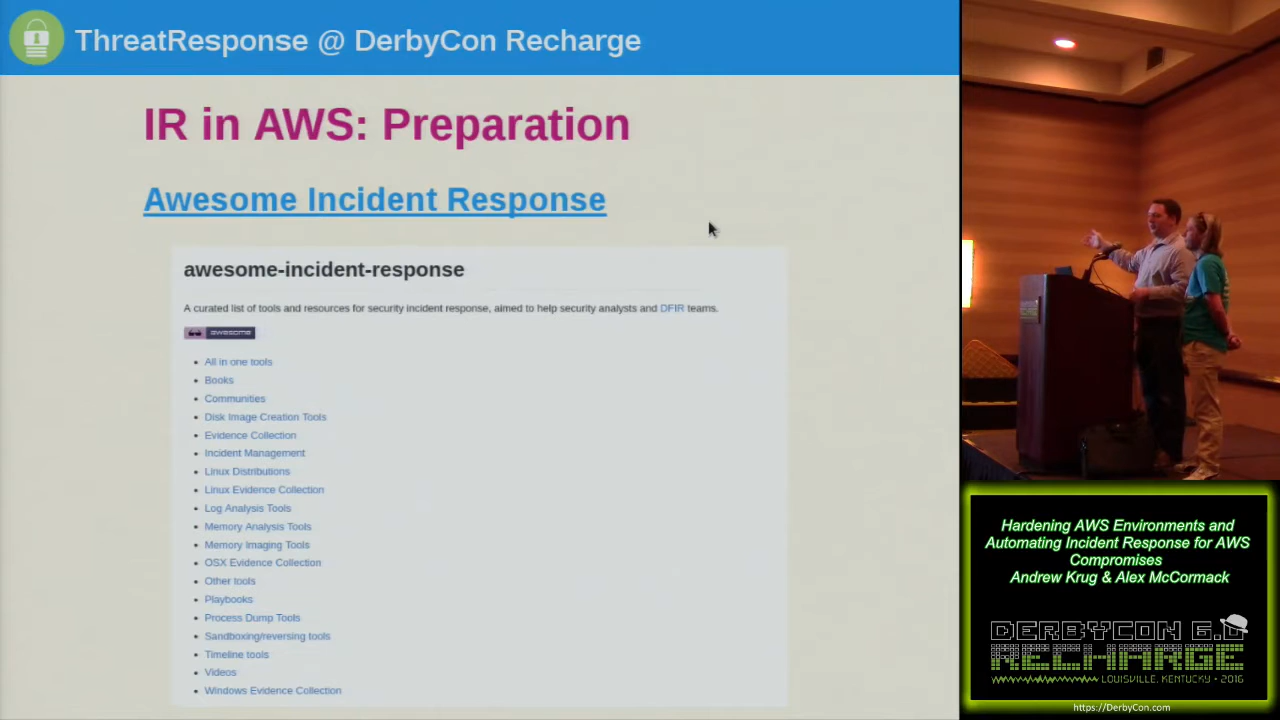 ThreatResponse @ DerbyCon Recharge
IR in AWS: Preparation
Awesome Incident Response
awesome-incident-response
A curated list of tools and resources for security incident response, aimed to help security analysts and DFIR teams.
awesome
All in one tools
Books
Communities
Disk Image Creation Tools
Evidence Collection
Incident Management
Linux Distributions
Linux Evidence Collection
Log Analysis Tools
Memory Analysis Tools
Memory Imaging Tools
OSX Evidence Collection
Other tools
Playbooks
Process Dump Tools
Sandboxing/reversing tools
Timeline tools
Videos
Windows Evidence Collection
Hardening AWS Environments and
Automating Incident Response for AWS
Compromises
Andrew Krug & Alex McCormack
DERBYCON 6.0
RECHARGE
LOUISVILLE, KENTUCKY • 2016
https://DerbyCon.com